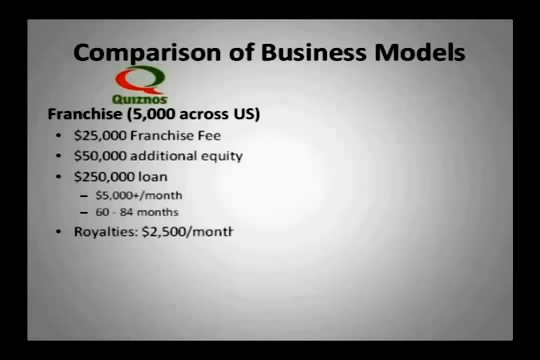 Comparison of Business Models
Quiznos
Franchise (5,000 across US)
• $25,000 Franchise Fee
• $50,000 additional equity
• $250,000 loan
– $5,000+/month
– 60 - 84 months
• Royalties: $2,500/month